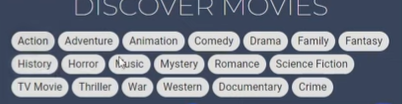 DISCOVER MOVIES
Action Adventure Animation Comedy Drama Family Fantasy
History Horror Music Mystery Romance Science Fiction
TV Movie Thriller War Western Documentary Crime